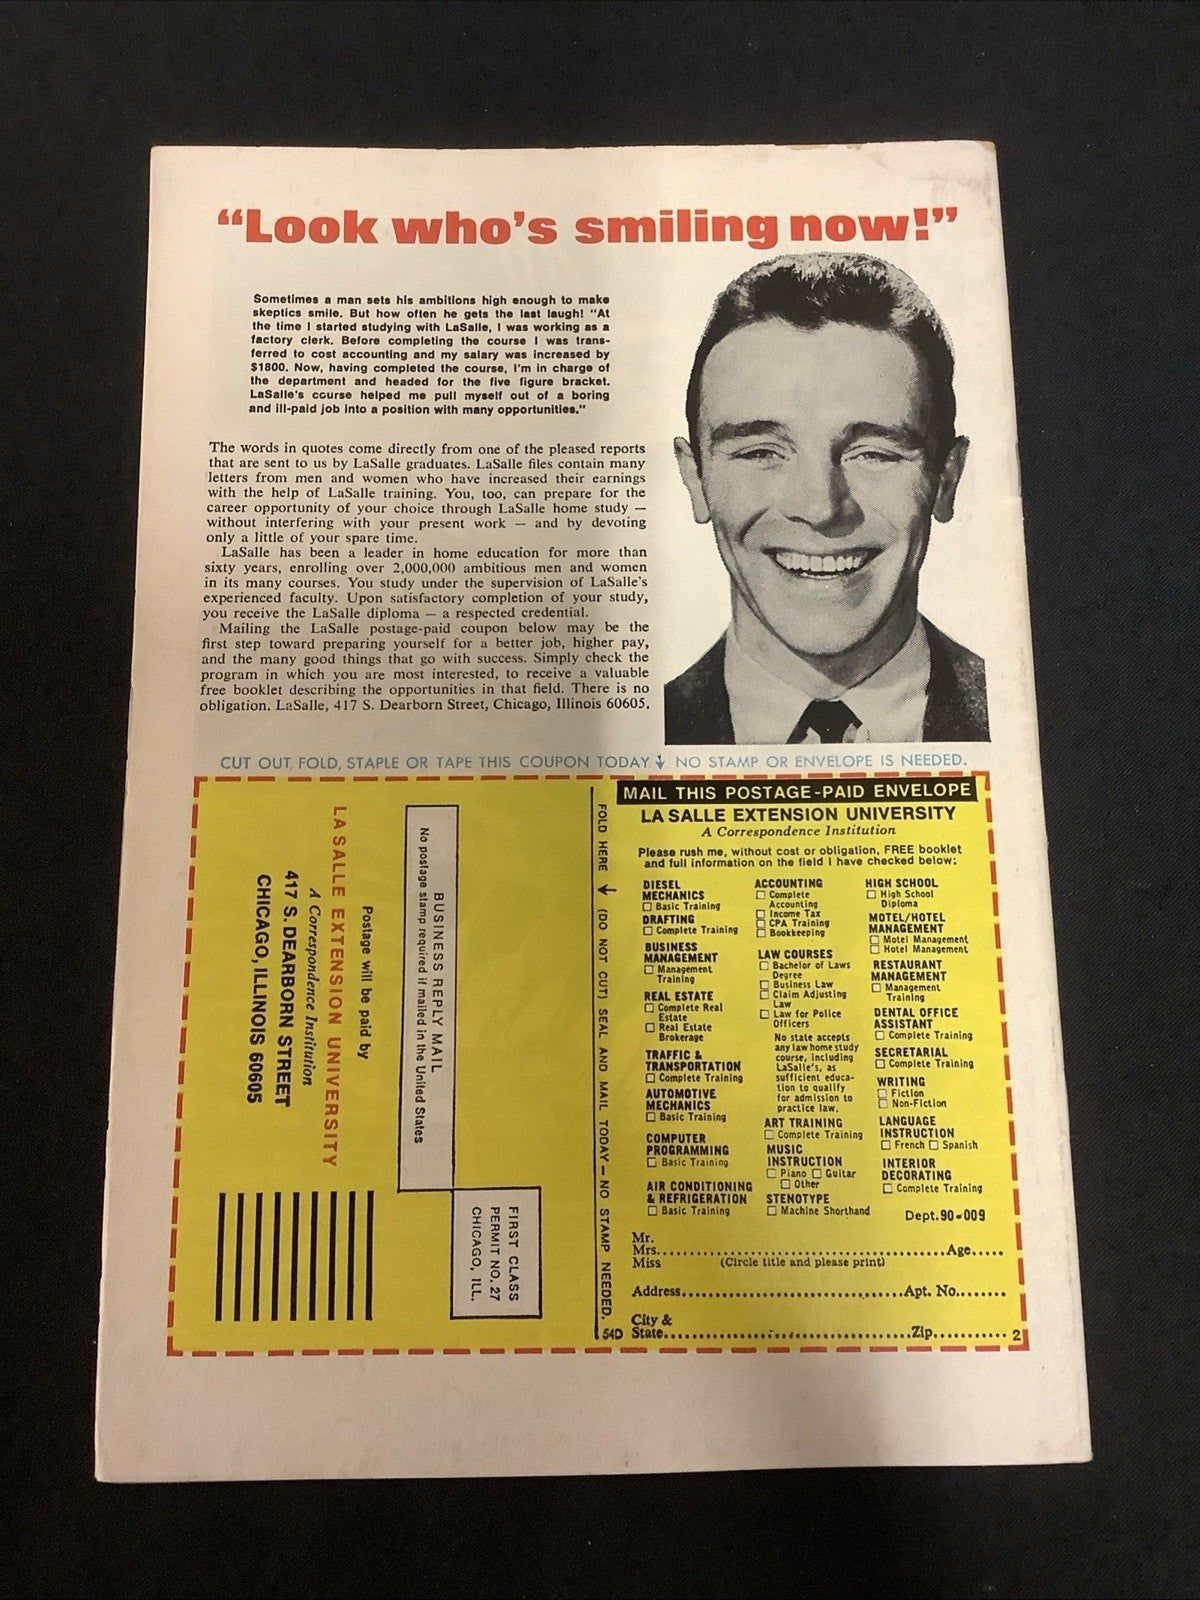 “Look who’s smiling now!”
Sometimes a man sets his ambitions high enough to make
skeptics smile. But how often he gets the last laugh! “At
the time I started studying with LaSalle, I was working as a
factory clerk. Before completing the course I was trans-
ferred to cost accounting and my salary was increased by
$1800. Now, having completed the course, I’m in charge of
the department and headed for the five figure bracket.
LaSalle’s course helped me pull myself out of a boring
and ill-paid job into a position with many opportunities.”
The words in quotes come directly from one of the pleased reports
that are sent to us by LaSalle graduates. LaSalle files contain many
letters from men and women who have increased their earnings
with the help of LaSalle training. You, too, can prepare for the
career opportunity of your choice through LaSalle home study —
without interfering with your present work — and by devoting
only a little of your spare time.
LaSalle has been a leader in home education for more than
sixty years, enrolling over 2,000,000 ambitious men and women
in its many courses. You study under the supervision of LaSalle’s
experienced faculty. Upon satisfactory completion of your study,
you receive the LaSalle diploma — a respected credential.
Mailing the LaSalle postage-paid coupon below may be the
first step toward preparing yourself for a better job, higher pay,
and the many good things that go with success. Simply check the
program in which you are most interested, to receive a valuable
free booklet describing the opportunities in that field. There is no
obligation. LaSalle, 417 S. Dearborn Street, Chicago, Illinois 60605.
CUT OUT, FOLD, STAPLE OR TAPE THIS COUPON TODAY. NO STAMP OR ENVELOPE IS NEEDED.
FIRST CLASS
PERMIT NO. 27
CHICAGO, ILL.
BUSINESS REPLY MAIL
No postage stamp required if mailed in the United States
Postage will be paid by
LA SALLE EXTENSION UNIVERSITY
A Correspondence Institution
417 S. DEARBORN STREET
CHICAGO, ILLINOIS 60605
FOLD HERE (DO NOT CUT) SEAL AND MAIL TODAY — NO STAMP NEEDED.
MAIL THIS POSTAGE-PAID ENVELOPE
LA SALLE EXTENSION UNIVERSITY
A Correspondence Institution
Please rush me, without cost or obligation, FREE booklet
and full information on the field I have checked below:
DIESEL
MECHANICS
☐ Basic Training
DRAFTING
☐ Complete Training
BUSINESS
MANAGEMENT
☐ Management
Training
REAL ESTATE
☐ Complete Real
Estate
☐ Real Estate
Brokerage
TRAFFIC &
TRANSPORTATION
☐ Complete Training
AUTOMOTIVE
MECHANICS
☐ Basic Training
COMPUTER
PROGRAMMING
☐ Basic Training
AIR CONDITIONING
& REFRIGERATION
☐ Basic Training
ACCOUNTING
☐ Complete
Accounting
☐ Income Tax
☐ CPA Training
☐ Bookkeeping
LAW COURSES
☐ Bachelor of Laws
Degree
☐ Business Law
☐ Claim Adjusting
Law
☐ Law for Police
Officers
No state accepts
any law home study
course, including
LaSalle’s, as
sufficient educa-
tion to qualify
for admission to
practice law.
ART TRAINING
☐ Complete Training
MUSIC
INSTRUCTION
☐ Piano ☐ Guitar
☐ Other
STENOTYPE
☐ Machine Shorthand
HIGH SCHOOL
☐ High School
Diploma
MOTEL/HOTEL
MANAGEMENT
☐ Motel Management
☐ Hotel Management
RESTAURANT
MANAGEMENT
☐ Management
Training
DENTAL OFFICE
ASSISTANT
☐ Complete Training
SECRETARIAL
☐ Complete Training
WRITING
☐ Fiction
☐ Non-Fiction
LANGUAGE
INSTRUCTION
☐ French ☐ Spanish
INTERIOR
DECORATING
☐ Complete Training
Dept. 90-009
Mr.
Mrs. Age
Miss (Circle title and please print)
Address Apt. No.
City &
54D State Zip 2